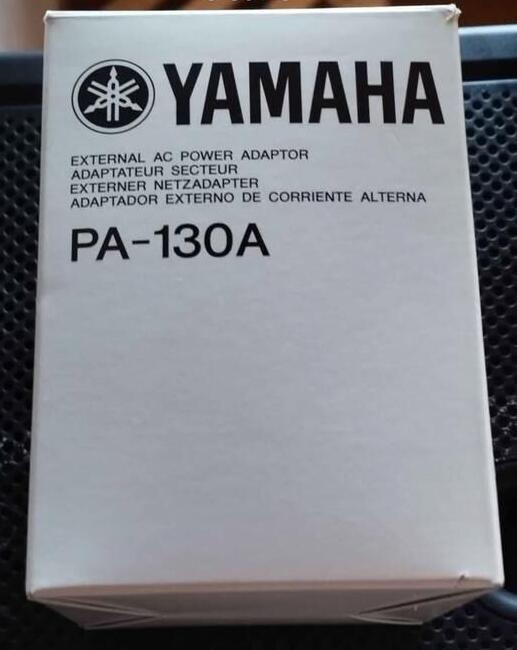 YAMAHA
EXTERNAL AC POWER ADAPTOR
ADAPTATEUR SECTEUR
EXTERNER NETZADAPTER
ADAPTADOR EXTERNO DE CORRIENTE ALTERNA
PA-130A